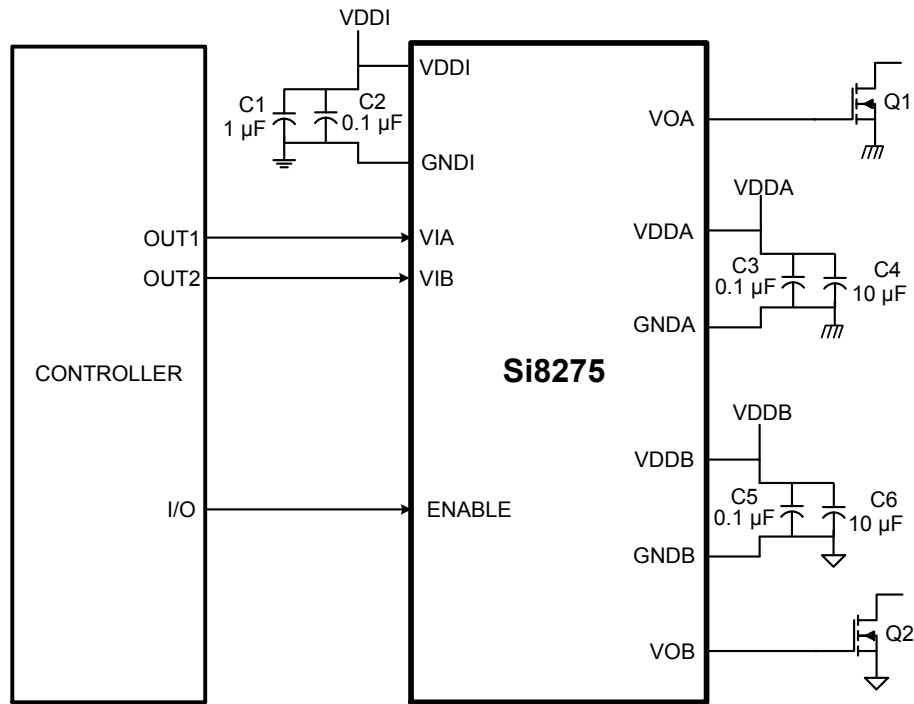 VDDI
VDDI
C1
1 µF
C2
0.1 µF
GNDI
OUT1
VIA
OUT2
VIB
CONTROLLER
I/O
ENABLE
Si8275
VOA
Q1
VDDA
VDDA
C3
0.1 µF
C4
10 µF
GNDA
VDDB
VDDB
C5
0.1 µF
C6
10 µF
GNDB
VOB
Q2